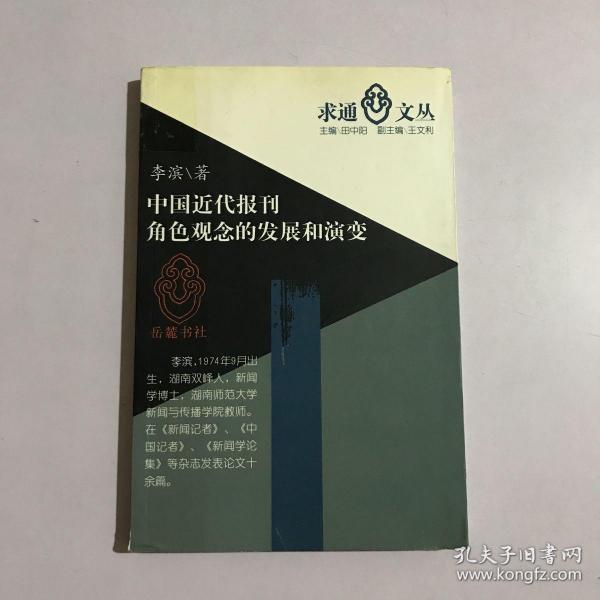 求通文丛
主编\田中阳 副主编\王文利
李滨\著
中国近代报刊
角色观念的发展和演变
岳麓书社
李滨，1974年9月出
生，湖南双峰人，新闻
学博士，湖南师范大学
新闻与传播学院教师。
在《新闻记者》、《中
国记者》、《新闻学论
集》等杂志发表论文十
余篇。
孔夫子旧书网
www.kongfz.com